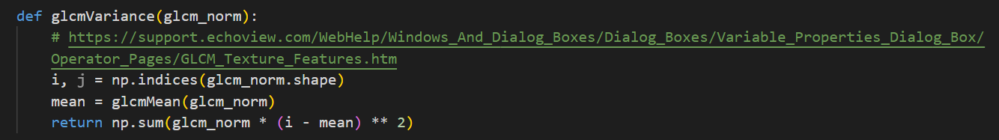 def glcmVariance(glcm_norm):
# https://support.echoview.com/WebHelp/Windows_And_Dialog_Boxes/Dialog_Boxes/Variable_Properties_Dialog_Box/
Operator_Pages/GLCM_Texture_Features.htm
i, j = np.indices(glcm_norm.shape)
mean = glcmMean(glcm_norm)
return np.sum(glcm_norm * (i - mean) ** 2)